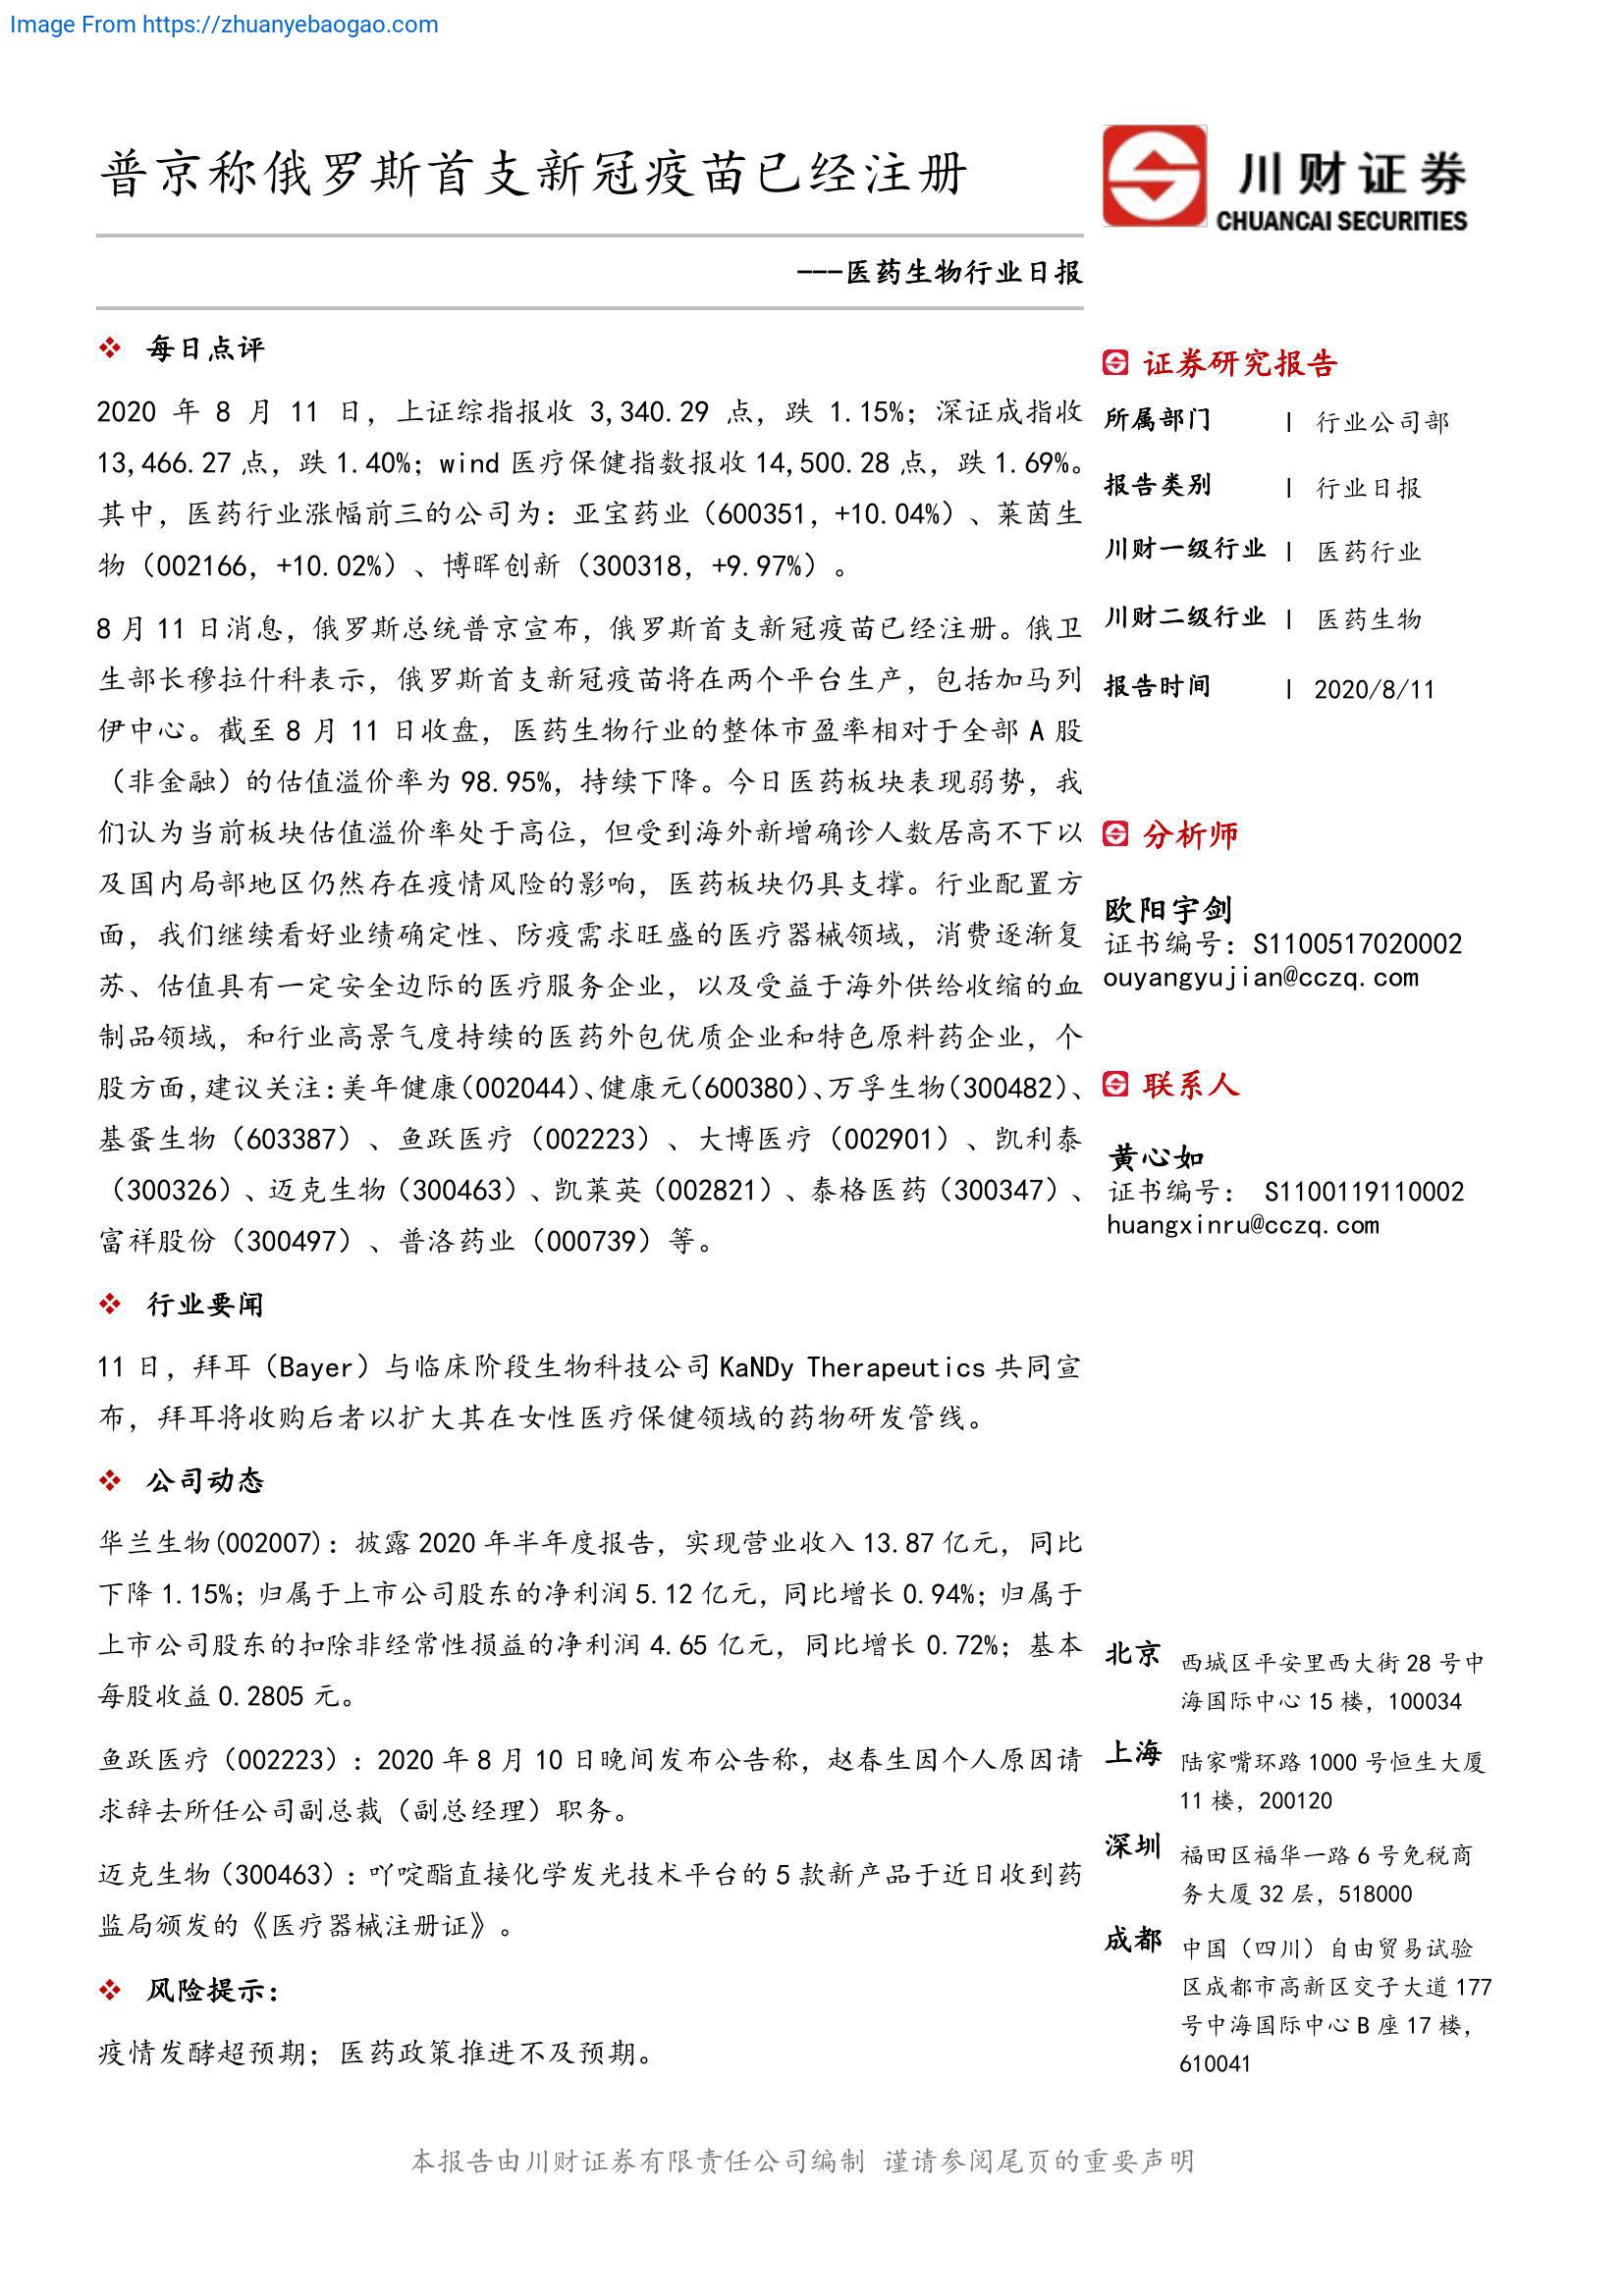 Image From https://zhuanyebaogao.com
普京称俄罗斯首支新冠疫苗已经注册
川财证券
CHUANCAI SECURITIES
---医药生物行业日报
每日点评
2020 年 8 月 11 日，上证综指报收 3,340.29 点，跌 1.15%；深证成指收
13,466.27 点，跌 1.40%；wind 医疗保健指数报收 14,500.28 点，跌 1.69%。
其中，医药行业涨幅前三的公司为：亚宝药业（600351，+10.04%）、莱茵生
物（002166，+10.02%）、博晖创新（300318，+9.97%）。
8 月 11 日消息，俄罗斯总统普京宣布，俄罗斯首支新冠疫苗已经注册。俄卫
生部长穆拉什科表示，俄罗斯首支新冠疫苗将在两个平台生产，包括加马列
伊中心。截至 8 月 11 日收盘，医药生物行业的整体市盈率相对于全部 A 股
（非金融）的估值溢价率为 98.95%，持续下降。今日医药板块表现弱势，我
们认为当前板块估值溢价率处于高位，但受到海外新增确诊人数居高不下以
及国内局部地区仍然存在疫情风险的影响，医药板块仍具支撑。行业配置方
面，我们继续看好业绩确定性、防疫需求旺盛的医疗器械领域，消费逐渐复
苏、估值具有一定安全边际的医疗服务企业，以及受益于海外供给收缩的血
制品领域，和行业高景气度持续的医药外包优质企业和特色原料药企业，个
股方面，建议关注：美年健康（002044）、健康元（600380）、万孚生物（300482）、
基蛋生物（603387）、鱼跃医疗（002223）、大博医疗（002901）、凯利泰
（300326）、迈克生物（300463）、凯莱英（002821）、泰格医药（300347）、
富祥股份（300497）、普洛药业（000739）等。
行业要闻
11 日，拜耳（Bayer）与临床阶段生物科技公司 KaNDy Therapeutics 共同宣
布，拜耳将收购后者以扩大其在女性医疗保健领域的药物研发管线。
公司动态
华兰生物(002007)：披露 2020 年半年度报告，实现营业收入 13.87 亿元，同比
下降 1.15%；归属于上市公司股东的净利润 5.12 亿元，同比增长 0.94%；归属于
上市公司股东的扣除非经常性损益的净利润 4.65 亿元，同比增长 0.72%；基本
每股收益 0.2805 元。
鱼跃医疗（002223）：2020 年 8 月 10 日晚间发布公告称，赵春生因个人原因请
求辞去所任公司副总裁（副总经理）职务。
迈克生物（300463）：吖啶酯直接化学发光技术平台的 5 款新产品于近日收到药
监局颁发的《医疗器械注册证》。
风险提示：
疫情发酵超预期；医药政策推进不及预期。
证券研究报告
所属部门 | 行业公司部
报告类别 | 行业日报
川财一级行业 | 医药行业
川财二级行业 | 医药生物
报告时间 | 2020/8/11
分析师
欧阳宇剑
证书编号：S1100517020002
ouyangyujian@cczq.com
联系人
黄心如
证书编号： S1100119110002
huangxinru@cczq.com
北京 西城区平安里西大街 28 号中
海国际中心 15 楼，100034
上海 陆家嘴环路 1000 号恒生大厦
11 楼，200120
深圳 福田区福华一路 6 号免税商
务大厦 32 层，518000
成都 中国（四川）自由贸易试验
区成都市高新区交子大道 177
号中海国际中心 B 座 17 楼，
610041
本报告由川财证券有限责任公司编制 谨请参阅尾页的重要声明